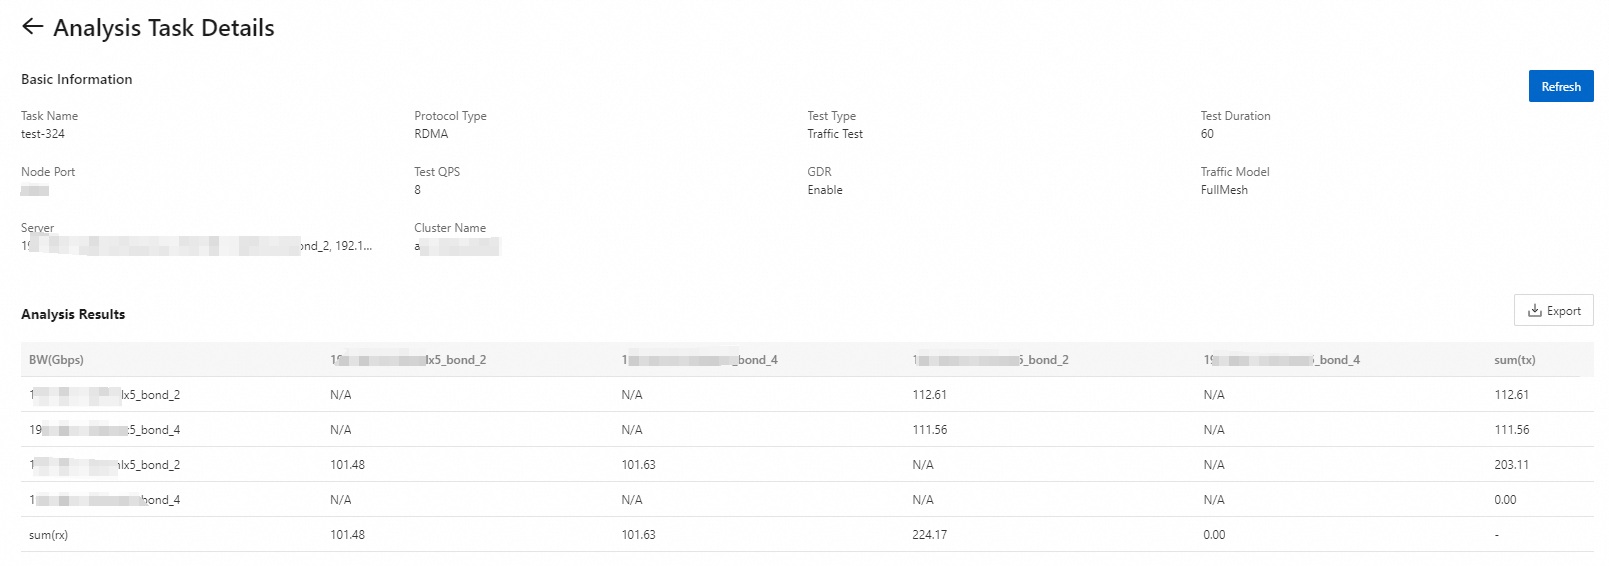 Analysis Task Details
Basic Information
Refresh
Task Name Protocol Type Test Type Test Duration
test-324 RDMA Traffic Test 60
Node Port Test QPS GDR Traffic Model
8 Enable FullMesh
Server Cluster Name
ond_2, 192.1...
Analysis Results
Export
BW(Gbps) lx5_bond_2 _bond_4 5_bond_2 _bond_4 sum(tx)
lx5_bond_2 N/A N/A 112.61 N/A 112.61
5_bond_4 N/A N/A 111.56 N/A 111.56
lx5_bond_2 101.48 101.63 N/A N/A 203.11
bond_4 N/A N/A N/A N/A 0.00
sum(rx) 101.48 101.63 224.17 0.00 -